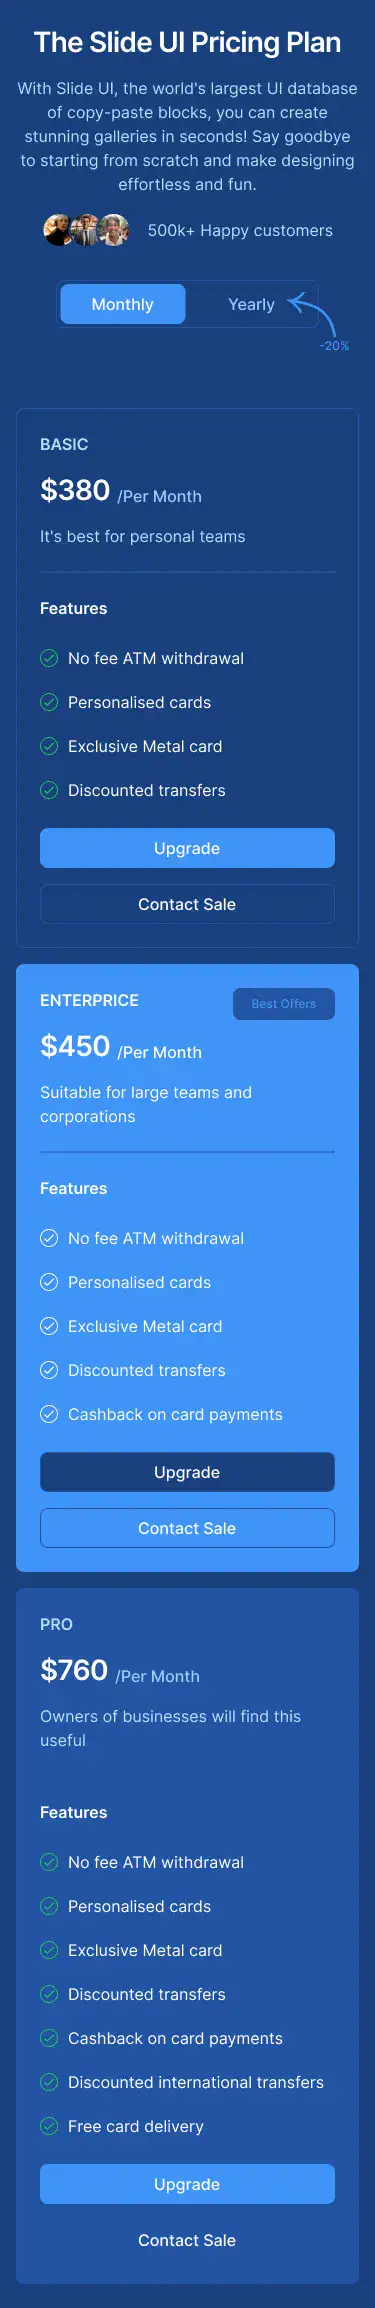 The Slide UI Pricing Plan
With Slide UI, the world's largest UI database
of copy-paste blocks, you can create
stunning galleries in seconds! Say goodbye
to starting from scratch and make designing
effortless and fun.
500k+ Happy customers
Monthly
Yearly
-20%
BASIC
$380 /Per Month
It's best for personal teams
Features
No fee ATM withdrawal
Personalised cards
Exclusive Metal card
Discounted transfers
Upgrade
Contact Sale
ENTERPRICE
Best Offers
$450 /Per Month
Suitable for large teams and
corporations
Features
No fee ATM withdrawal
Personalised cards
Exclusive Metal card
Discounted transfers
Cashback on card payments
Upgrade
Contact Sale
PRO
$760 /Per Month
Owners of businesses will find this
useful
Features
No fee ATM withdrawal
Personalised cards
Exclusive Metal card
Discounted transfers
Cashback on card payments
Discounted international transfers
Free card delivery
Upgrade
Contact Sale